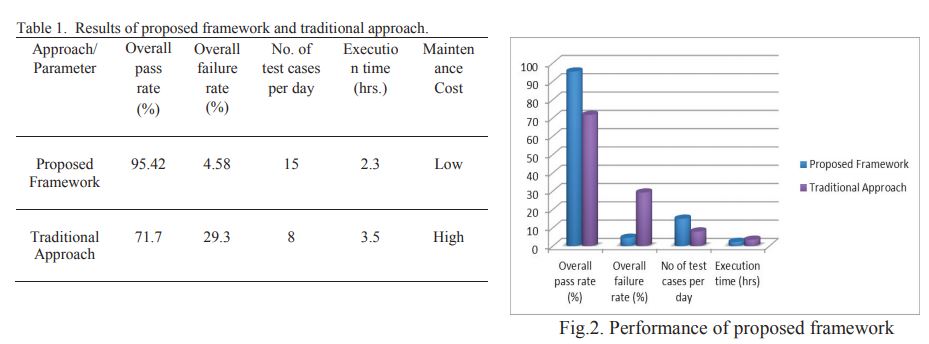 Table 1.  Results of proposed framework and traditional approach.
Approach/ Overall Overall No. of Executio Mainten
Parameter pass failure test cases n time ance
rate rate per day (hrs.) Cost
(%) (%)
Proposed 95.42 4.58 15 2.3 Low
Framework
Traditional 71.7 29.3 8 3.5 High
Approach
100
90
80
70
60
50
40
30
20
10
0
Proposed Framework
Traditional Approach
Overall Overall No of test Execution
pass rate failure cases per time (hrs)
(%) rate (%) day
Fig.2. Performance of proposed framework